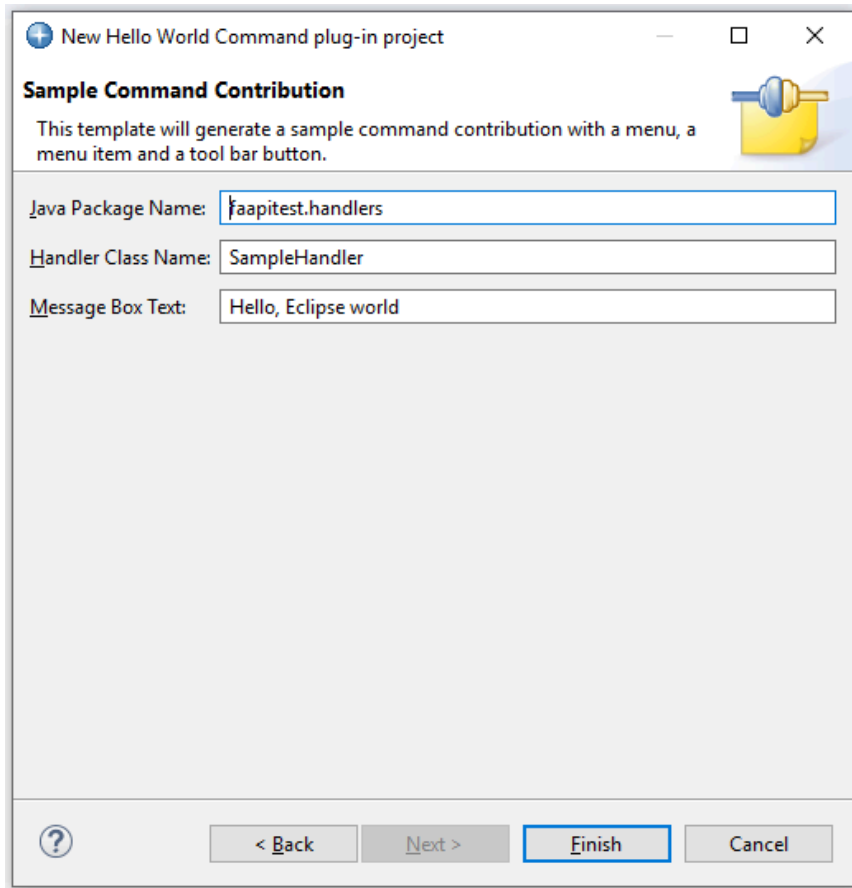 New Hello World Command plug-in project
Sample Command Contribution
This template will generate a sample command contribution with a menu, a
menu item and a tool bar button.
Java Package Name: faapitest.handlers
Handler Class Name: SampleHandler
Message Box Text: Hello, Eclipse world
? < Back Next > Finish Cancel